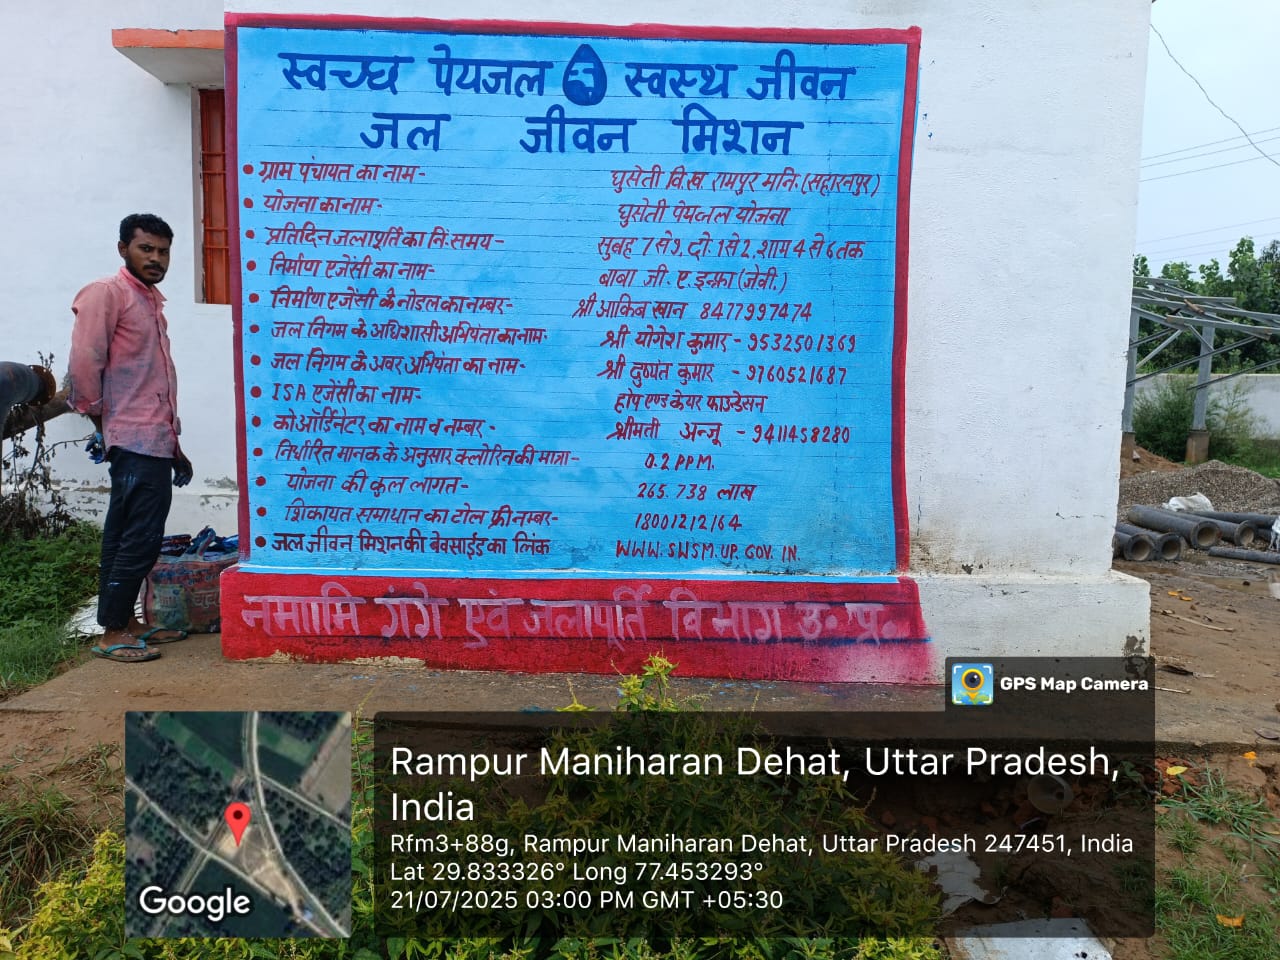 स्वच्छ पेयजल स्वस्थ जीवन
जल जीवन मिशन
• ग्राम पंचायत का नाम- घुसेती वि.ख रामपुर मनि.(सहारनपुर)
• योजना का नाम- घुसेती पेयजल योजना
• प्रतिदिन जलापूर्ति का नि. समय- सुबह 7 से 9, दो. 1 से 2, शाम 4 से 6 तक
• निर्माण एजेंसी का नाम- बाबा जी. ए. इन्फ्रा (जेवी.)
• निर्माण एजेंसी के नोडल का नम्बर- श्री आकिब खान 8477997474
• जल निगम के अधिशासी अभियंता का नाम- श्री योगेश कुमार - 9532501369
• जल निगम के अवर अभियंता का नाम- श्री दुष्यंत कुमार - 9760521687
• ISA एजेंसी का नाम- होप एण्ड केयर फाउन्डेसन
• कोऑर्डिनेटर का नाम व नम्बर - श्रीमती अन्जू - 9411458280
• निर्धारित मानक के अनुसार क्लोरिन की मात्रा- 0.2 PPM.
• योजना की कुल लागत- 265.738 लाख
• शिकायत समाधान का टोल फ्री नम्बर- 18001212164
• जल जीवन मिशन की बेवसाईड का लिंक WWW.SWSM.UP.GOV.IN.
नमामि गंगे एवं जलापूर्ति विभाग उ॰ प्र॰
GPS Map Camera
Rampur Maniharan Dehat, Uttar Pradesh,
India
Rfm3+88g, Rampur Maniharan Dehat, Uttar Pradesh 247451, India
Lat 29.833326° Long 77.453293°
21/07/2025 03:00 PM GMT +05:30
Google